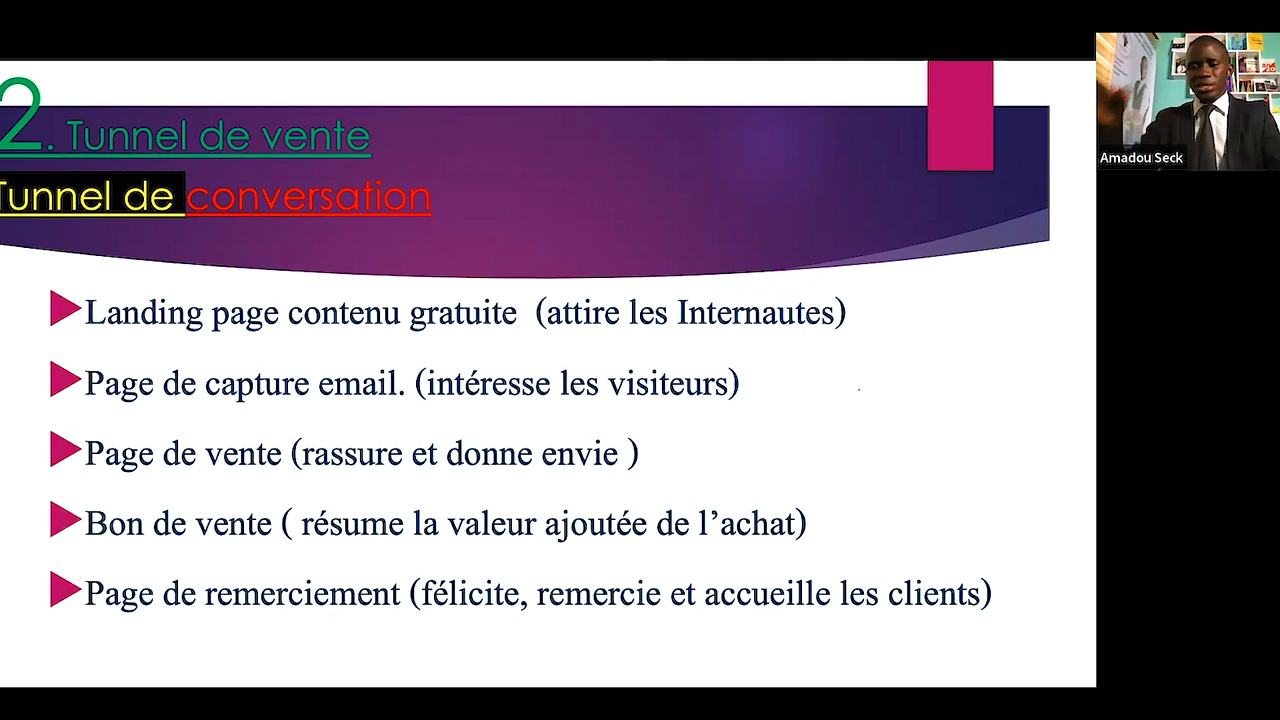 2. Tunnel de vente
Tunnel de conversation
Landing page contenu gratuite (attire les Internautes)
Page de capture email. (intéresse les visiteurs)
Page de vente (rassure et donne envie )
Bon de vente ( résume la valeur ajoutée de l’achat)
Page de remerciement (félicite, remercie et accueille les clients)
Amadou Seck